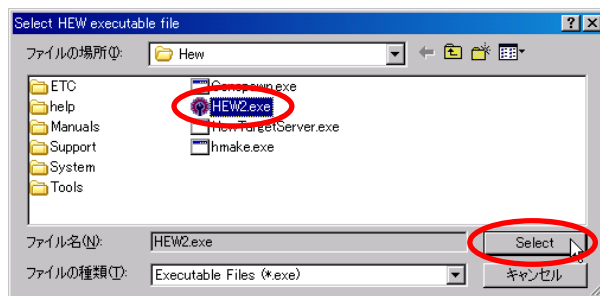 Select HEW executable file
ファイルの場所(I):
Hew
ETC
help
Manuals
Support
System
Tools
Conspawn.exe
HEW2.exe
HewTargetServer.exe
hmake.exe
ファイル名(N):
HEW2.exe
Select
ファイルの種類(T):
Executable Files (*.exe)
キャンセル